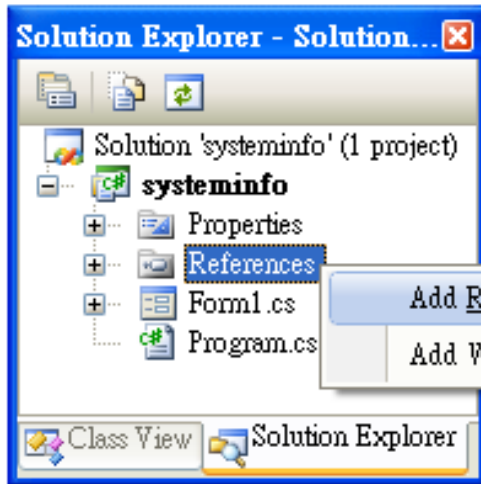 Solution Explorer - Solution...
Solution 'systeminfo' (1 project)
systeminfo
Properties
References
Add R
Form1.cs
Program.cs
Add W
Class View
Solution Explorer